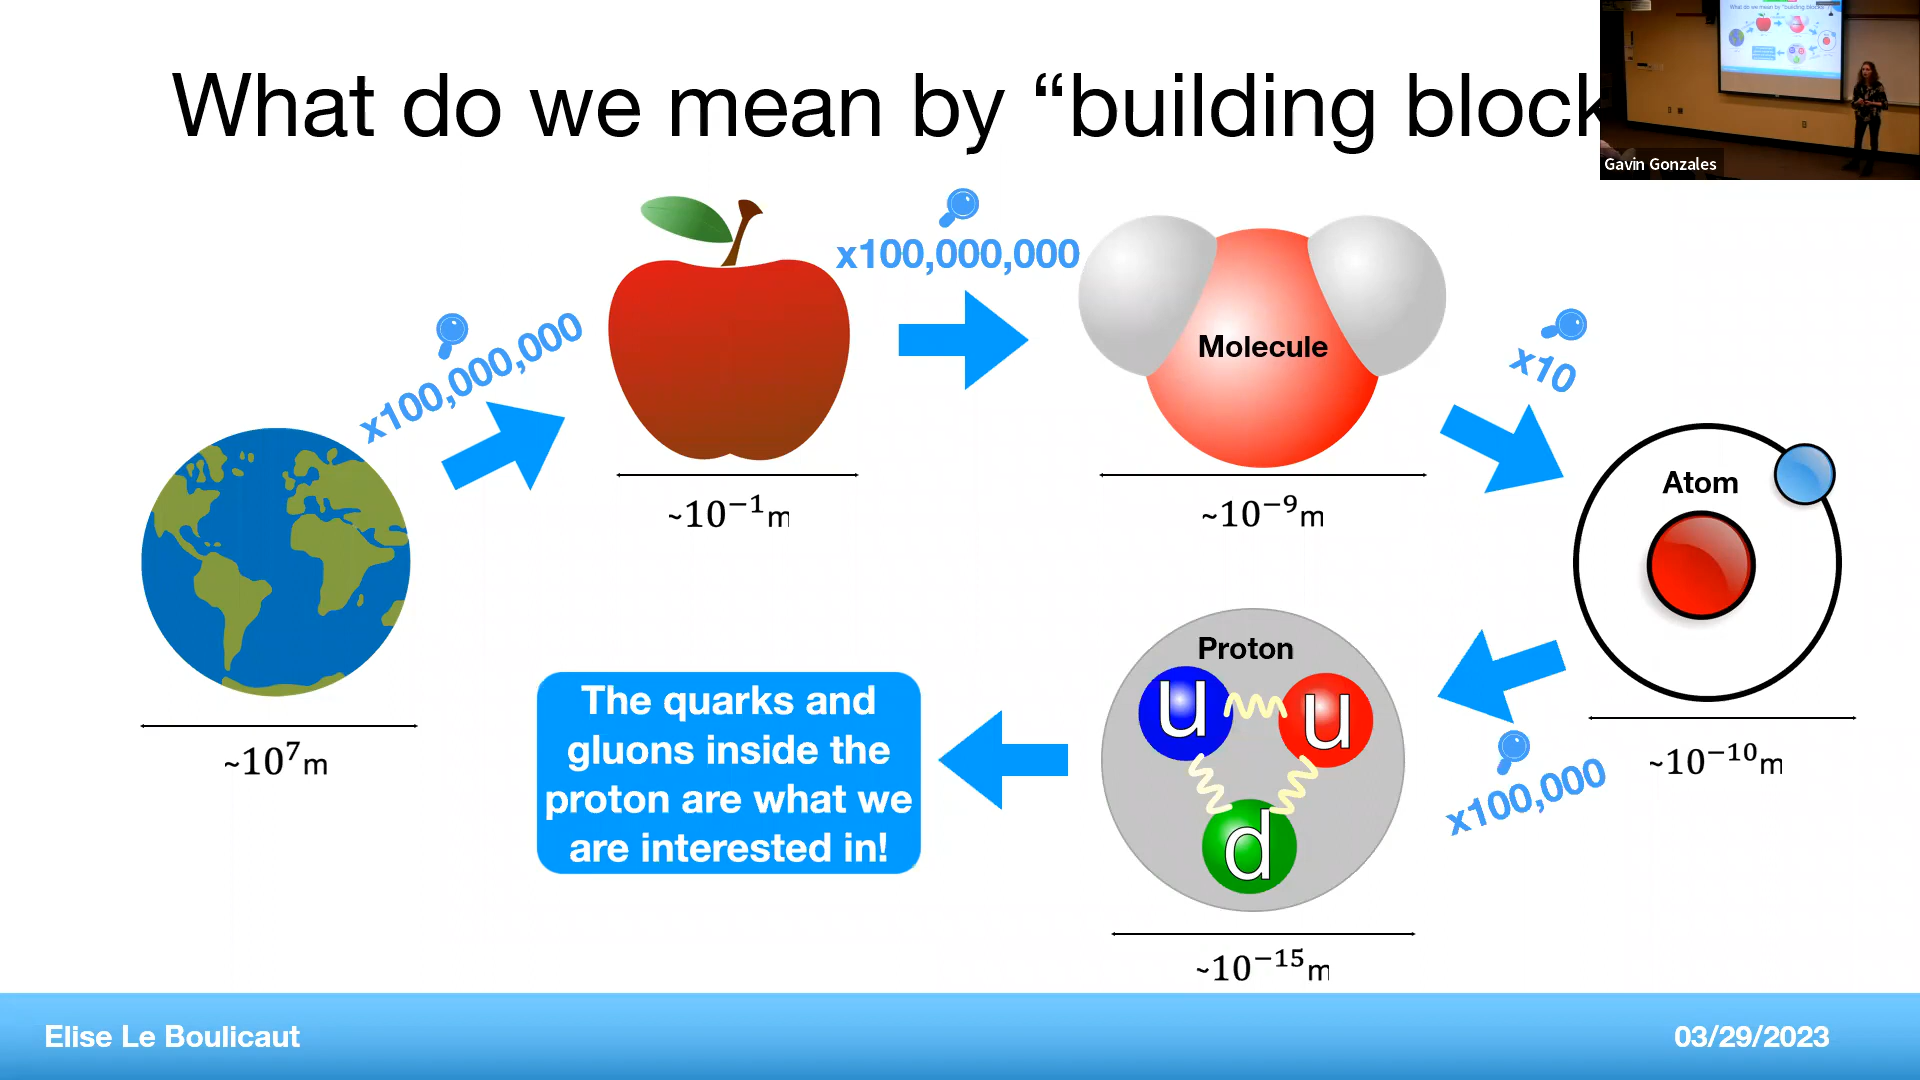 What do we mean by “building block
Gavin Gonzales
x100,000,000
x100,000,000
Molecule
x10
Atom
~10⁻¹m
~10⁻⁹m
~10⁷m
~10⁻¹⁰m
x100,000
Proton
u u
d
~10⁻¹⁵m
The quarks and
gluons inside the
proton are what we
are interested in!
Elise Le Boulicaut
03/29/2023